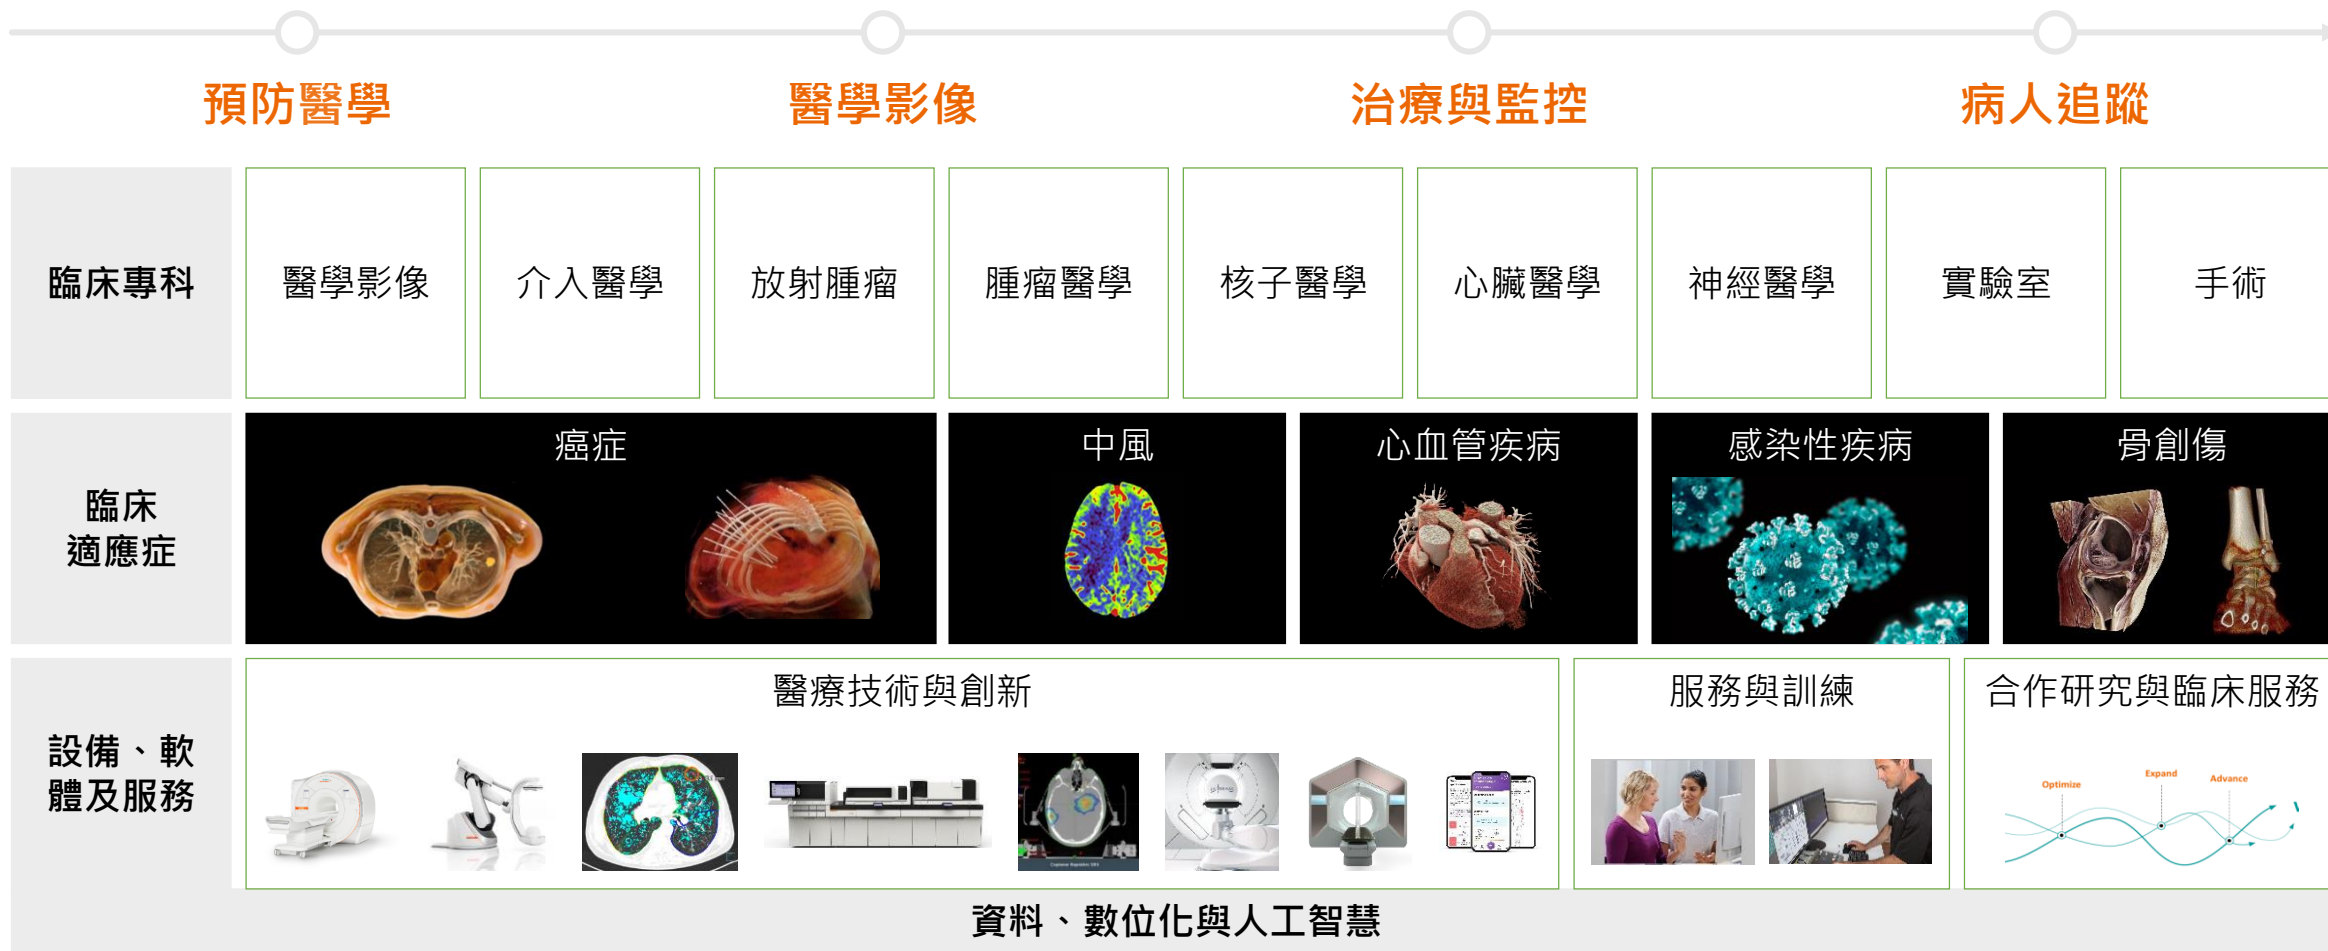 預防醫學
醫學影像
治療與監控
病人追蹤
臨床專科
醫學影像
介入醫學
放射腫瘤
腫瘤醫學
核子醫學
心臟醫學
神經醫學
實驗室
手術
臨床
適應症
癌症
中風
心血管疾病
感染性疾病
骨創傷
設備、軟
體及服務
醫療技術與創新
服務與訓練
合作研究與臨床服務
Optimize
Expand
Advance
資料、數位化與人工智慧